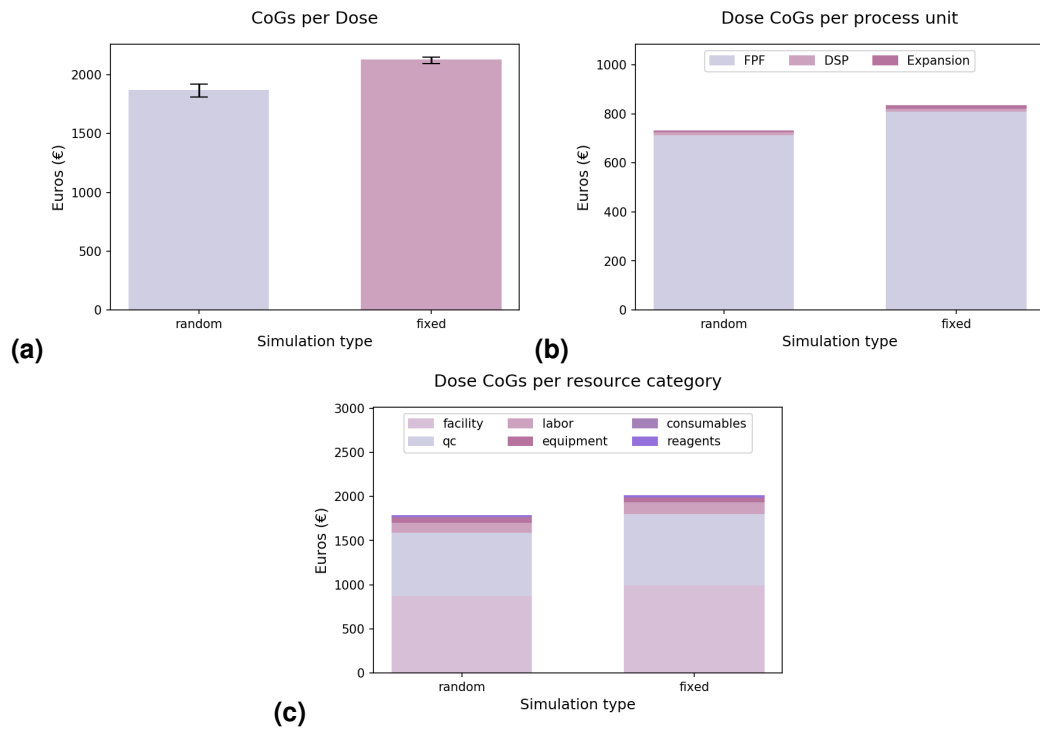 CoGs per Dose
Euros (€)
2000
1500
1000
500
0
random
fixed
Simulation type
(a)
Dose CoGs per process unit
FPF DSP Expansion
Euros (€)
1000
800
600
400
200
0
random
fixed
Simulation type
(b)
Dose CoGs per resource category
facility labor consumables
qc equipment reagents
Euros (€)
3000
2500
2000
1500
1000
500
0
random
fixed
Simulation type
(c)